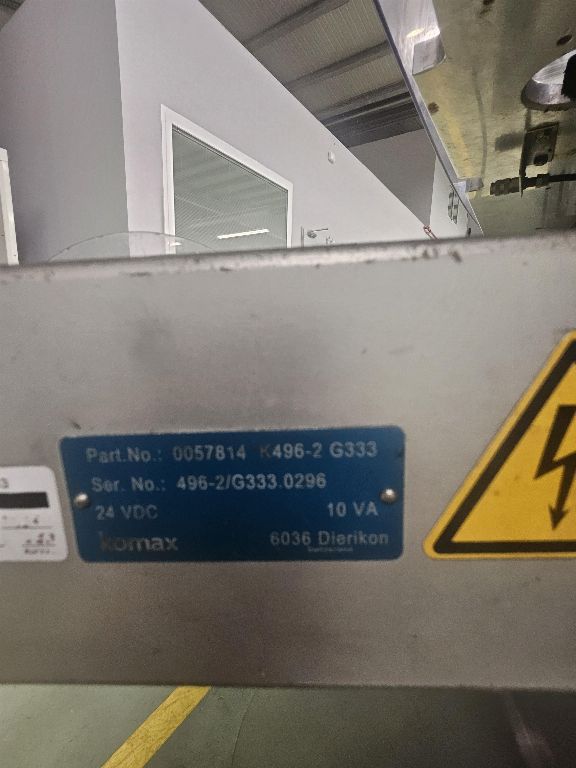 Part.No.: 0057814 K496-2 G333
Ser. No.: 496-2/G333.0296
24 VDC 10 VA
komax 6036 Dierikon
Switzerland